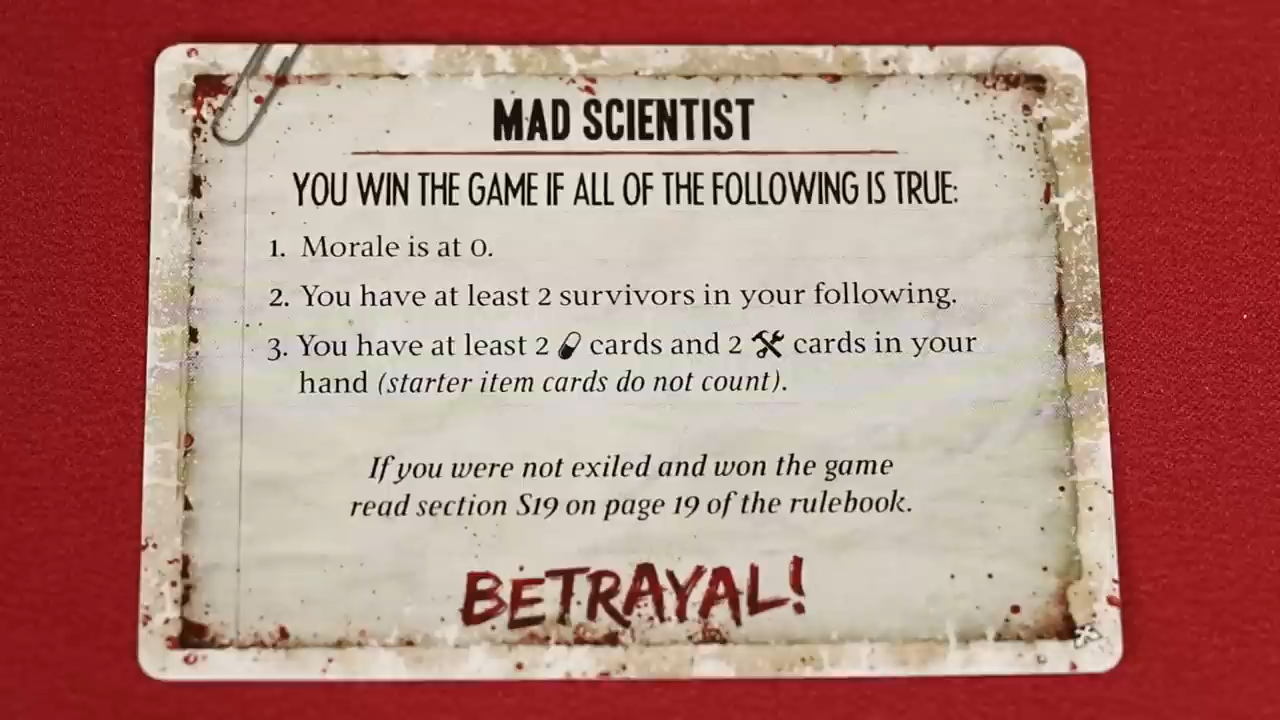 MAD SCIENTIST
YOU WIN THE GAME IF ALL OF THE FOLLOWING IS TRUE:
1. Morale is at 0.
2. You have at least 2 survivors in your following.
3. You have at least 2 cards and 2 cards in your
hand (starter item cards do not count).
If you were not exiled and won the game
read section S19 on page 19 of the rulebook.
BETRAYAL!